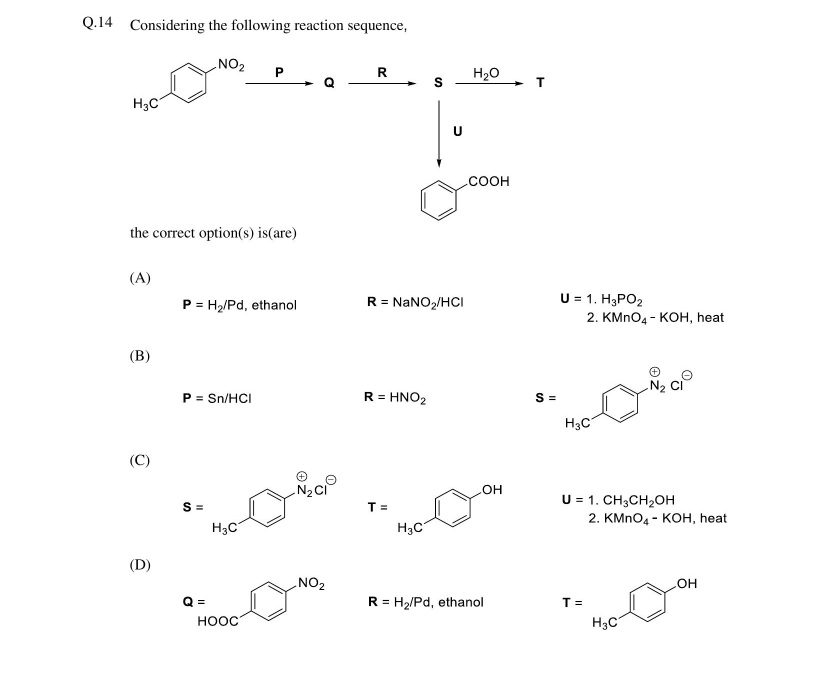 Q.14 Considering the following reaction sequence,
NO2 P Q R S H2O T
H3C
U
COOH
the correct option(s) is(are)
(A)
P = H2/Pd, ethanol R = NaNO2/HCl U = 1. H3PO2
2. KMnO4 - KOH, heat
(B)
P = Sn/HCl R = HNO2 S = N2 Cl ⊕ ⊖
H3C
(C)
S = N2Cl ⊕ ⊖ T = OH U = 1. CH3CH2OH
H3C H3C 2. KMnO4 - KOH, heat
(D)
Q = NO2 R = H2/Pd, ethanol T = OH
HOOC H3C